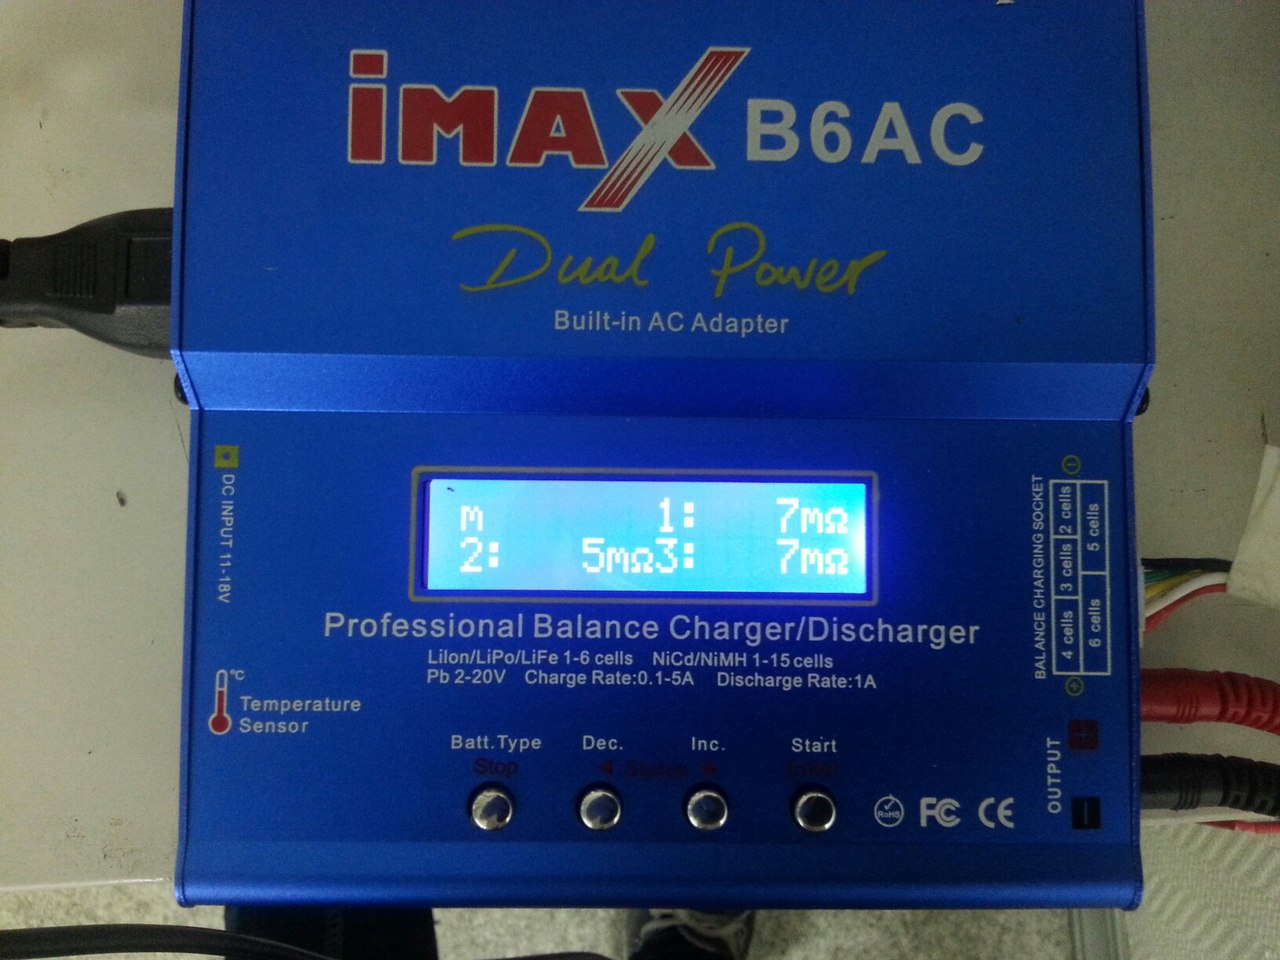 iMAX B6AC
Dual Power
Built-in AC Adapter
DC INPUT 11-18V
m 1: 7mΩ
2: 5mΩ3: 7mΩ
Professional Balance Charger/Discharger
LiIon/LiPo/LiFe 1-6 cells NiCd/NiMH 1-15 cells
Pb 2-20V Charge Rate:0.1-5A Discharge Rate:1A
°C
Temperature
Sensor
BALANCE CHARGING SOCKET
2 cells
3 cells
4 cells
5 cells
6 cells
Batt.Type Dec. Inc. Start
Stop ◄ Status ► Enter
RoHS FC CE
OUTPUT